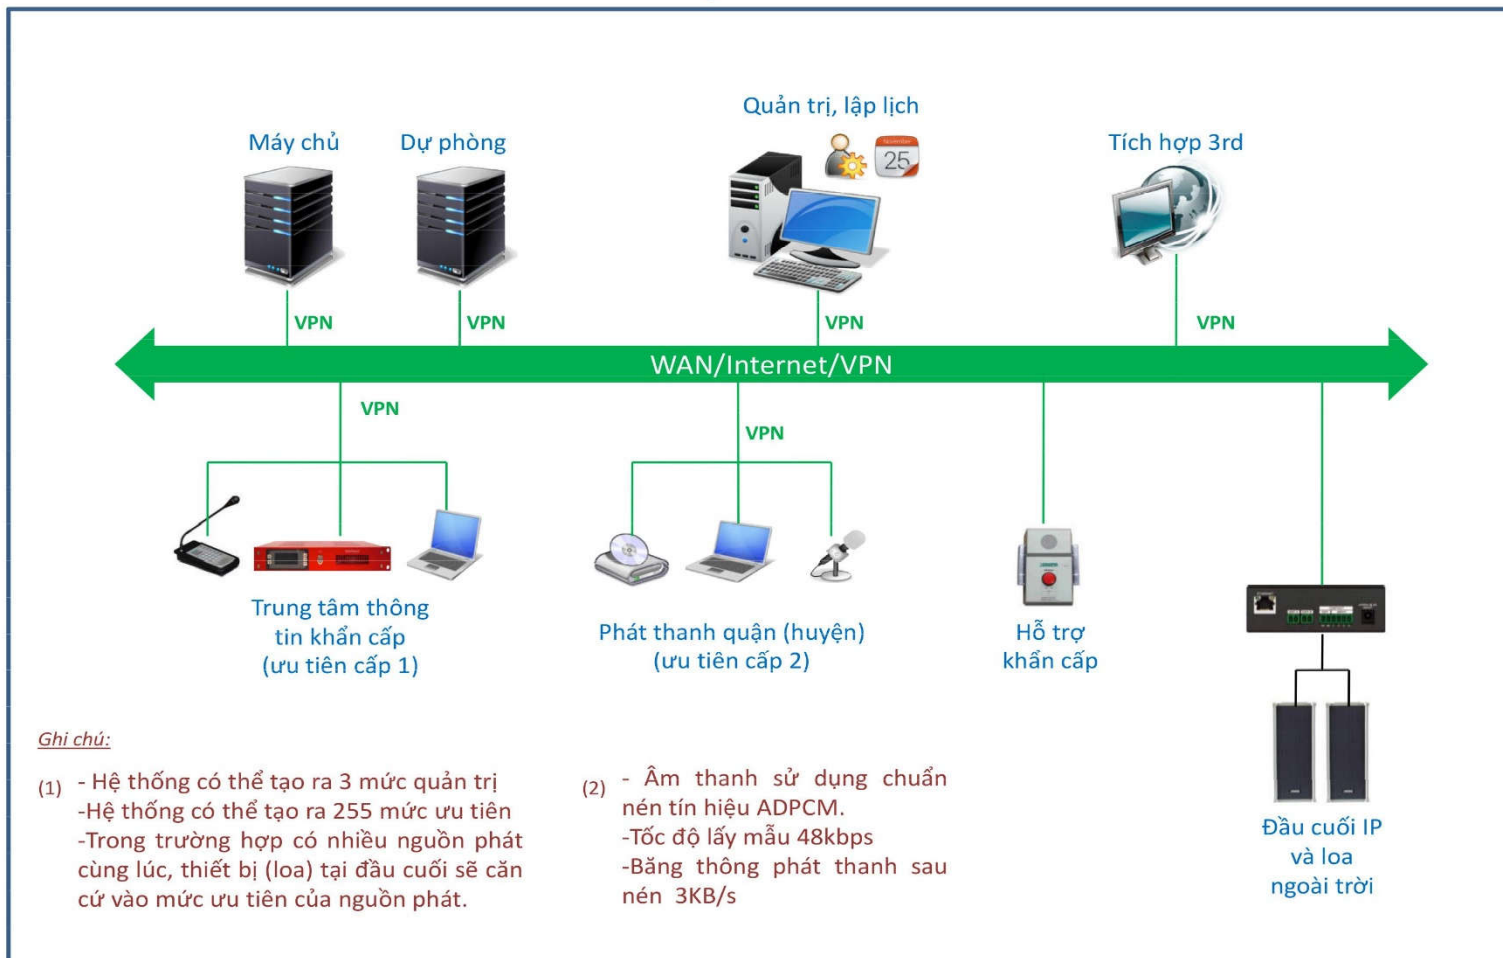 Quản trị, lập lịch
Máy chủ
Dự phòng
November
25
Tích hợp 3rd
VPN
VPN
VPN
VPN
WAN/Internet/VPN
VPN
VPN
Trung tâm thông
tin khẩn cấp
(ưu tiên cấp 1)
Phát thanh quận (huyện)
(ưu tiên cấp 2)
Hỗ trợ
khẩn cấp
Đầu cuối IP
và loa
ngoài trời
Ghi chú:
(1) - Hệ thống có thể tạo ra 3 mức quản trị
-Hệ thống có thể tạo ra 255 mức ưu tiên
-Trong trường hợp có nhiều nguồn phát
cùng lúc, thiết bị (loa) tại đầu cuối sẽ căn
cứ vào mức ưu tiên của nguồn phát.
(2) - Âm thanh sử dụng chuẩn
nén tín hiệu ADPCM.
-Tốc độ lấy mẫu 48kbps
-Băng thông phát thanh sau
nén 3KB/s